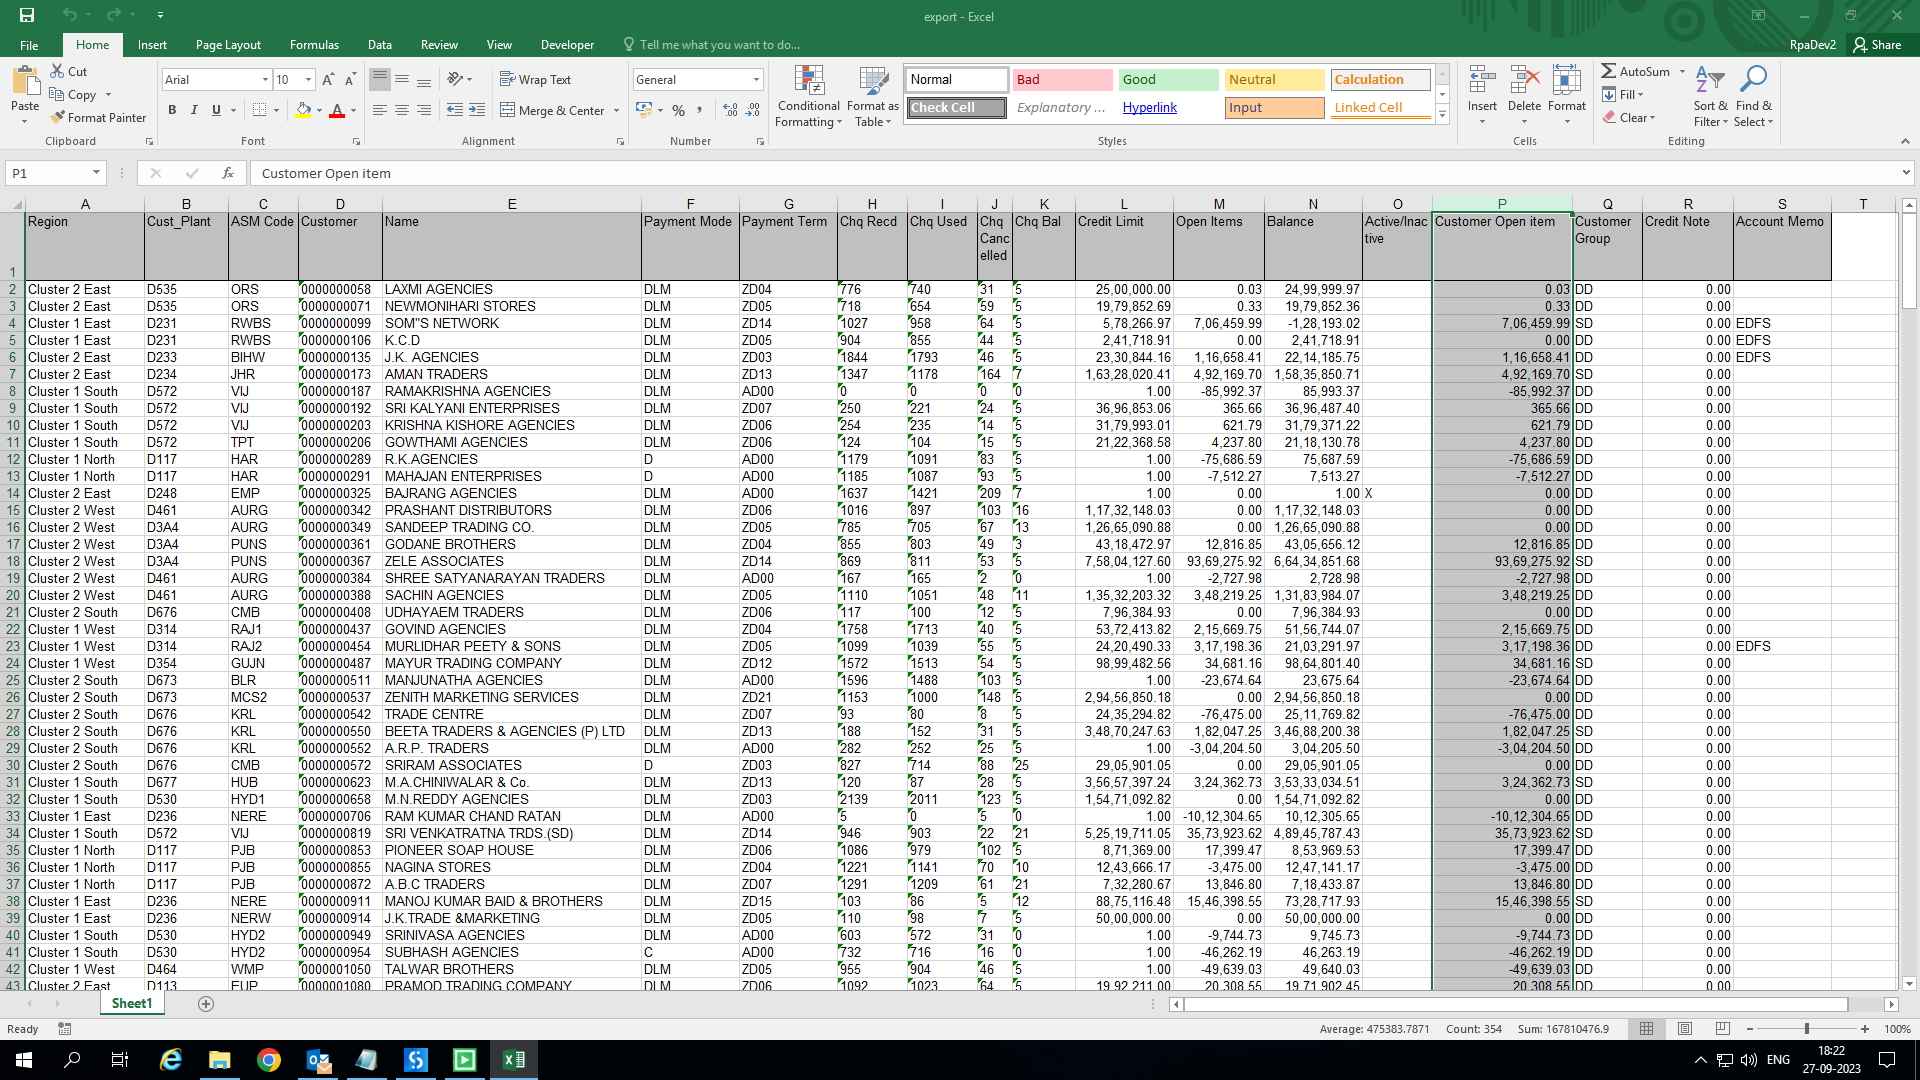 export - Excel
File Home Insert Page Layout Formulas Data Review View Developer Tell me what you want to do... RpaDev2 Share
Paste Cut Copy Format Painter Clipboard
Arial 10 B I U Font
Wrap Text Merge & Center Alignment
General % , Number
Conditional Formatting Format as Table
Normal Bad Good Neutral Calculation
Check Cell Explanatory ... Hyperlink Input Linked Cell
Styles
Insert Delete Format Cells
AutoSum Fill Clear Sort & Filter Find & Select Editing
P1 fx Customer Open item
A B C D E F G H I J K L M N O P Q R S T
1 Region Cust_Plant ASM Code Customer Name Payment Mode Payment Term Chq Recd Chq Used Chq Cancelled Chq Bal Credit Limit Open Items Balance Active/Inactive Customer Open item Customer Group Credit Note Account Memo
2 Cluster 2 East D535 ORS 0000000058 LAXMI AGENCIES DLM ZD04 776 740 31 5 25,00,000.00 0.03 24,99,999.97 0.03 DD 0.00
3 Cluster 2 East D535 ORS 0000000071 NEWMONIHARI STORES DLM ZD05 718 654 59 5 19,79,852.69 0.33 19,79,852.36 0.33 DD 0.00
4 Cluster 1 East D231 RWBS 0000000099 SOM"S NETWORK DLM ZD14 1027 958 64 5 5,78,266.97 7,06,459.99 -1,28,193.02 7,06,459.99 SD 0.00 EDFS
5 Cluster 1 East D231 RWBS 0000000106 K.C.D DLM ZD05 904 855 44 5 2,41,718.91 0.00 2,41,718.91 0.00 DD 0.00 EDFS
6 Cluster 2 East D233 BIHW 0000000135 J.K. AGENCIES DLM ZD03 1844 1793 46 5 23,30,844.16 1,16,658.41 22,14,185.75 1,16,658.41 DD 0.00 EDFS
7 Cluster 2 East D234 JHR 0000000173 AMAN TRADERS DLM ZD13 1347 1178 164 7 1,63,28,020.41 4,92,169.70 1,58,35,850.71 4,92,169.70 SD 0.00
8 Cluster 1 South D572 VIJ 0000000187 RAMAKRISHNA AGENCIES DLM AD00 0 0 0 0 1.00 -85,992.37 85,993.37 -85,992.37 DD 0.00
9 Cluster 1 South D572 VIJ 0000000192 SRI KALYANI ENTERPRISES DLM ZD07 250 221 24 5 36,96,853.06 365.66 36,96,487.40 365.66 DD 0.00
10 Cluster 1 South D572 VIJ 0000000203 KRISHNA KISHORE AGENCIES DLM ZD06 254 235 14 5 31,79,993.01 621.79 31,79,371.22 621.79 DD 0.00
11 Cluster 1 South D572 TPT 0000000206 GOWTHAMI AGENCIES DLM ZD06 124 104 15 5 21,22,368.58 4,237.80 21,18,130.78 4,237.80 DD 0.00
12 Cluster 1 North D117 HAR 0000000289 R.K.AGENCIES D AD00 1179 1091 83 5 1.00 -75,686.59 75,687.59 -75,686.59 DD 0.00
13 Cluster 1 North D117 HAR 0000000291 MAHAJAN ENTERPRISES D AD00 1185 1087 93 5 1.00 -7,512.27 7,513.27 -7,512.27 DD 0.00
14 Cluster 2 East D248 EMP 0000000325 BAJRANG AGENCIES DLM AD00 1637 1421 209 7 1.00 0.00 1.00 X 0.00 DD 0.00
15 Cluster 2 West D461 AURG 0000000342 PRASHANT DISTRIBUTORS DLM ZD06 1016 897 103 16 1,17,32,148.03 0.00 1,17,32,148.03 0.00 DD 0.00
16 Cluster 2 West D3A4 AURG 0000000349 SANDEEP TRADING CO. DLM ZD05 785 705 67 13 1,26,65,090.88 0.00 1,26,65,090.88 0.00 DD 0.00
17 Cluster 2 West D3A4 PUNS 0000000361 GODANE BROTHERS DLM ZD04 855 803 49 3 43,18,472.97 12,816.85 43,05,656.12 12,816.85 DD 0.00
18 Cluster 2 West D3A4 PUNS 0000000367 ZELE ASSOCIATES DLM ZD14 869 811 53 5 7,58,04,127.60 93,69,275.92 6,64,34,851.68 93,69,275.92 SD 0.00
19 Cluster 2 West D461 AURG 0000000384 SHREE SATYANARAYAN TRADERS DLM AD00 167 165 2 0 1.00 -2,727.98 2,728.98 -2,727.98 DD 0.00
20 Cluster 2 West D461 AURG 0000000388 SACHIN AGENCIES DLM ZD05 1110 1051 48 11 1,35,32,203.32 3,48,219.25 1,31,83,984.07 3,48,219.25 DD 0.00
21 Cluster 2 South D676 CMB 0000000408 UDHAYAEM TRADERS DLM ZD06 117 100 12 5 7,96,384.93 0.00 7,96,384.93 0.00 DD 0.00
22 Cluster 1 West D314 RAJ1 0000000437 GOVIND AGENCIES DLM ZD04 1758 1713 40 5 53,72,413.82 2,15,669.75 51,56,744.07 2,15,669.75 DD 0.00
23 Cluster 1 West D314 RAJ2 0000000454 MURLIDHAR PEETY & SONS DLM ZD05 1099 1039 55 5 24,20,490.33 3,17,198.36 21,03,291.97 3,17,198.36 DD 0.00 EDFS
24 Cluster 1 West D354 GUJN 0000000487 MAYUR TRADING COMPANY DLM ZD12 1572 1513 54 5 98,99,482.56 34,681.16 98,64,801.40 34,681.16 SD 0.00
25 Cluster 2 South D673 BLR 0000000511 MANJUNATHA AGENCIES DLM AD00 1596 1488 103 5 1.00 -23,674.64 23,675.64 -23,674.64 DD 0.00
26 Cluster 2 South D673 MCS2 0000000537 ZENITH MARKETING SERVICES DLM ZD21 1153 1000 148 5 2,94,56,850.18 0.00 2,94,56,850.18 0.00 DD 0.00
27 Cluster 2 South D676 KRL 0000000542 TRADE CENTRE DLM ZD07 93 80 8 5 24,35,294.82 -76,475.00 25,11,769.82 -76,475.00 DD 0.00
28 Cluster 2 South D676 KRL 0000000550 BEETA TRADERS & AGENCIES (P) LTD DLM ZD13 188 152 31 5 3,48,70,247.63 1,82,047.25 3,46,88,200.38 1,82,047.25 SD 0.00
29 Cluster 2 South D676 KRL 0000000552 A.R.P. TRADERS DLM AD00 282 252 25 5 1.00 -3,04,204.50 3,04,205.50 -3,04,204.50 DD 0.00
30 Cluster 2 South D676 CMB 0000000572 SRIRAM ASSOCIATES D ZD03 827 714 88 25 29,05,901.05 0.00 29,05,901.05 0.00 DD 0.00
31 Cluster 1 South D677 HUB 0000000623 M.A.CHINIWALAR & Co. DLM ZD13 120 87 28 5 3,56,57,397.24 3,24,362.73 3,53,33,034.51 3,24,362.73 SD 0.00
32 Cluster 1 South D530 HYD1 0000000658 M.N.REDDY AGENCIES DLM ZD03 2139 2011 123 5 1,54,71,092.82 0.00 1,54,71,092.82 0.00 DD 0.00
33 Cluster 1 East D236 NERE 0000000706 RAM KUMAR CHAND RATAN DLM AD00 5 0 5 0 1.00 -10,12,304.65 10,12,305.65 -10,12,304.65 DD 0.00
34 Cluster 1 South D572 VIJ 0000000819 SRI VENKATRATNA TRDS.(SD) DLM ZD14 946 903 22 21 5,25,19,711.05 35,73,923.62 4,89,45,787.43 35,73,923.62 SD 0.00
35 Cluster 1 North D117 PJB 0000000853 PIONEER SOAP HOUSE DLM ZD06 1086 979 102 5 8,71,369.00 17,399.47 8,53,969.53 17,399.47 DD 0.00
36 Cluster 1 North D117 PJB 0000000855 NAGINA STORES DLM ZD04 1221 1141 70 10 12,43,666.17 -3,475.00 12,47,141.17 -3,475.00 DD 0.00
37 Cluster 1 North D117 PJB 0000000872 A.B.C TRADERS DLM ZD07 1291 1209 61 21 7,32,280.67 13,846.80 7,18,433.87 13,846.80 DD 0.00
38 Cluster 1 East D236 NERE 0000000911 MANOJ KUMAR BAID & BROTHERS DLM ZD15 103 86 5 12 88,75,116.48 15,46,398.55 73,28,717.93 15,46,398.55 SD 0.00
39 Cluster 1 East D236 NERW 0000000914 J.K.TRADE &MARKETING DLM ZD05 110 98 7 5 50,00,000.00 0.00 50,00,000.00 0.00 DD 0.00
40 Cluster 1 South D530 HYD2 0000000949 SRINIVASA AGENCIES DLM AD00 603 572 31 0 1.00 -9,744.73 9,745.73 -9,744.73 DD 0.00
41 Cluster 1 South D530 HYD2 0000000954 SUBHASH AGENCIES C AD00 732 716 16 0 1.00 -46,262.19 46,263.19 -46,262.19 DD 0.00
42 Cluster 1 West D464 WMP 0000001050 TALWAR BROTHERS DLM ZD05 955 904 46 5 1.00 -49,639.03 49,640.03 -49,639.03 DD 0.00
43 Cluster 2 East D113 EUP 0000001080 PRAMOD TRADING COMPANY DLM ZD06 1092 1023 64 5 19,92,211.00 20,308.55 19,71,902.45 20,308.55 DD 0.00
Sheet1
Ready Average: 475383.7871 Count: 354 Sum: 167810476.9 100%
ENG 18:22
27-09-2023